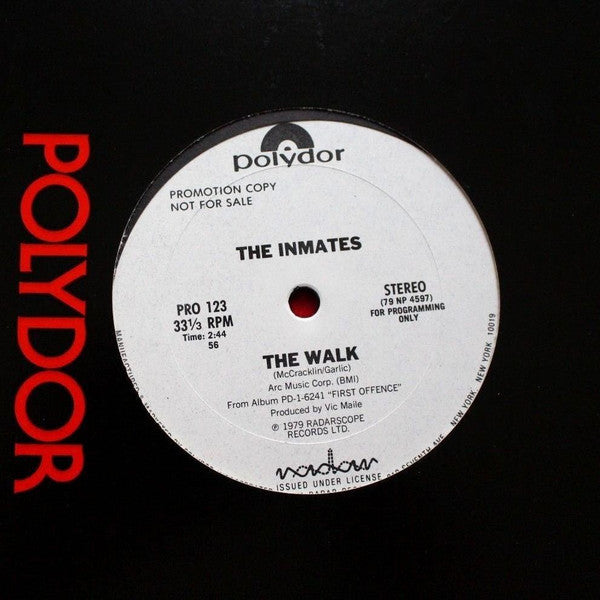 POLYDOR
polydor
PROMOTION COPY
NOT FOR SALE
THE INMATES
PRO 123
33⅓ RPM
Time: 2:44
56
STEREO
(79 NP 4597)
FOR PROGRAMMING
ONLY
THE WALK
(McCracklin/Garlic)
Arc Music Corp. (BMI)
From Album PD-1-6241 "FIRST OFFENCE"
Produced by Vic Maile
℗ 1979 RADARSCOPE
RECORDS LTD.
radar
ISSUED UNDER LICENSE
SEVENTH AVE., NEW YORK, NEW YORK 10019